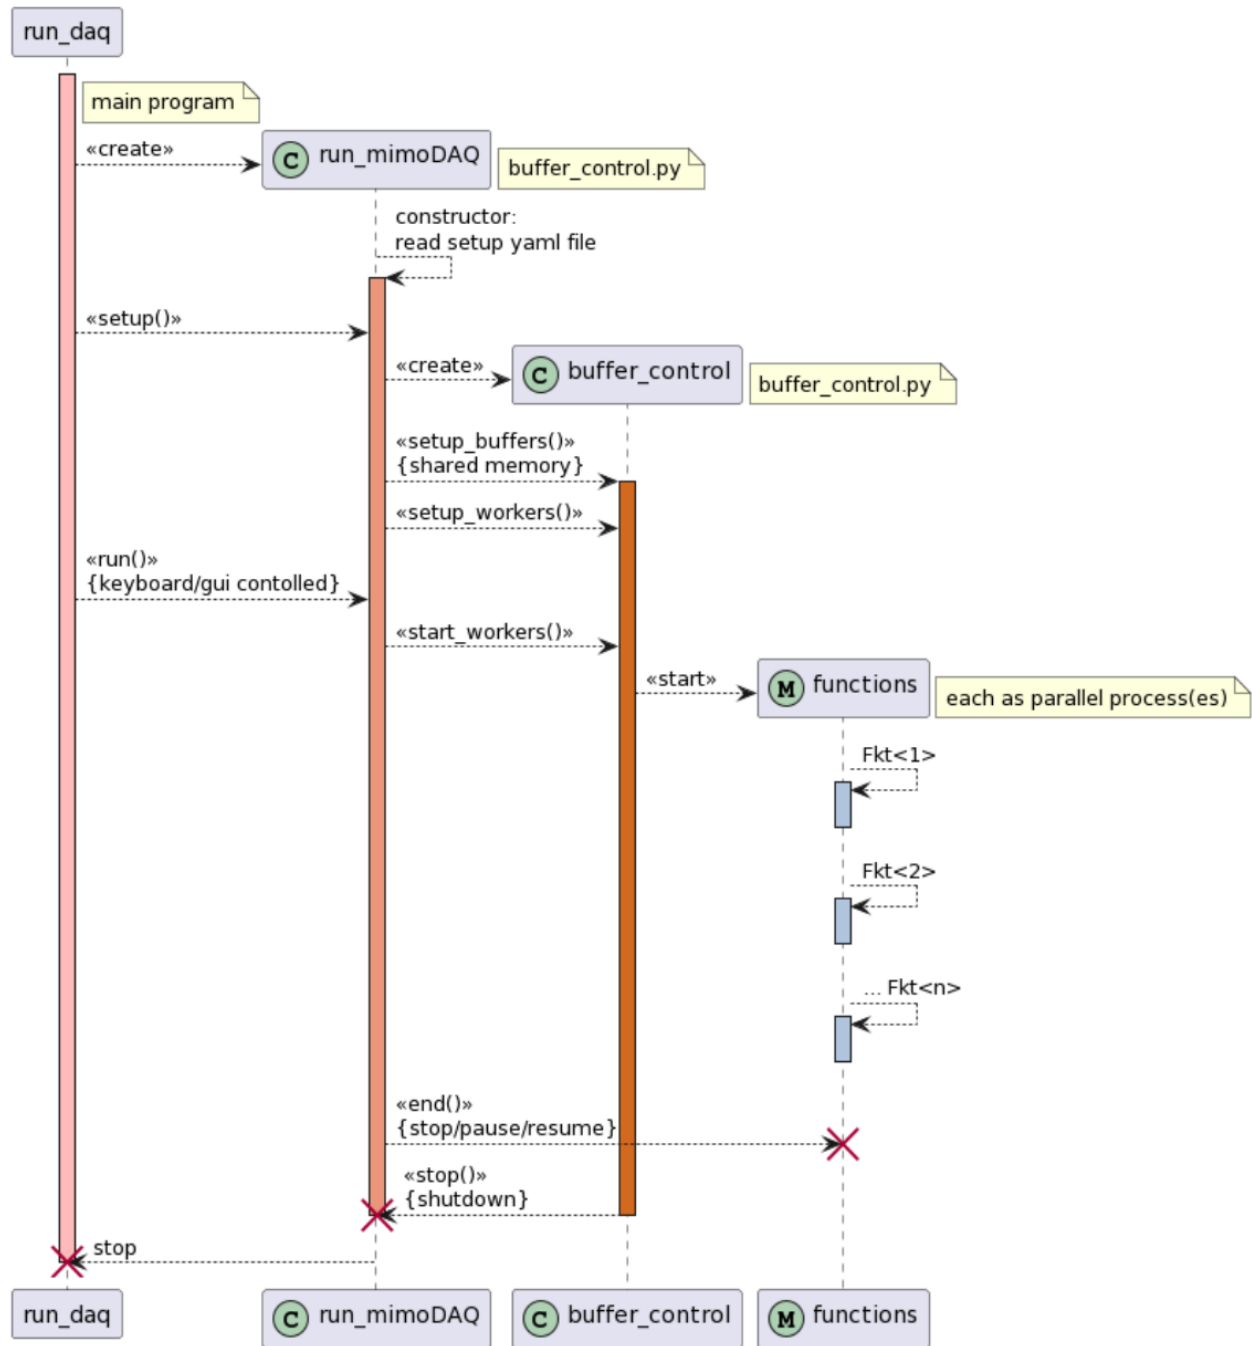 run_daq
main program
«create»
C run_mimoDAQ
buffer_control.py
constructor:
read setup yaml file
«setup()»
«create»
C buffer_control
buffer_control.py
«setup_buffers()»
{shared memory}
«setup_workers()»
«run()»
{keyboard/gui contolled}
«start_workers()»
«start»
M functions
each as parallel process(es)
Fkt<1>
Fkt<2>
... Fkt<n>
«end()»
{stop/pause/resume}
«stop()»
{shutdown}
stop
run_daq
C run_mimoDAQ
C buffer_control
M functions